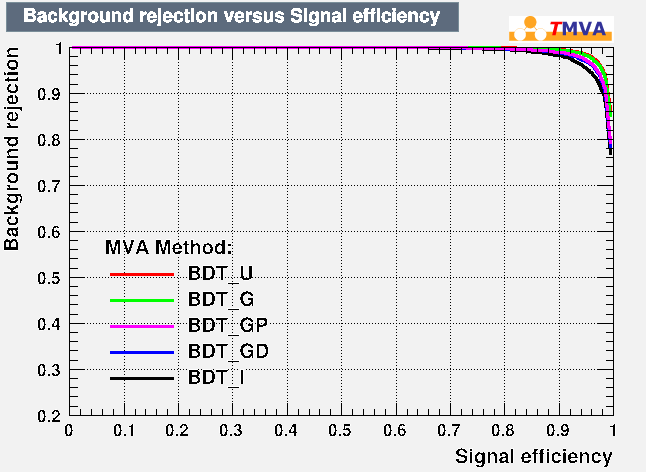 Background rejection versus Signal efficiency
TMVA
Background rejection
1
0.9
0.8
0.7
0.6
0.5
0.4
0.3
0.2
MVA Method:
BDT_U
BDT_G
BDT_GP
BDT_GD
BDT_I
0 0.1 0.2 0.3 0.4 0.5 0.6 0.7 0.8 0.9 1
Signal efficiency